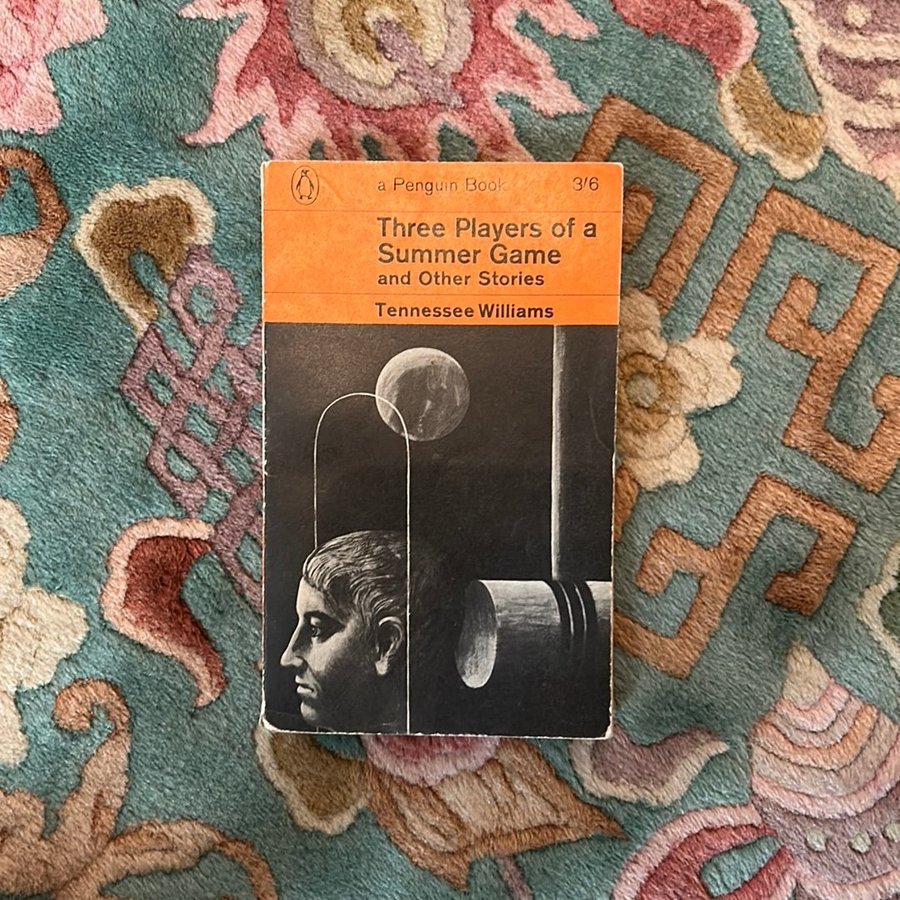 a Penguin Book 3/6
Three Players of a
Summer Game
and Other Stories
Tennessee Williams